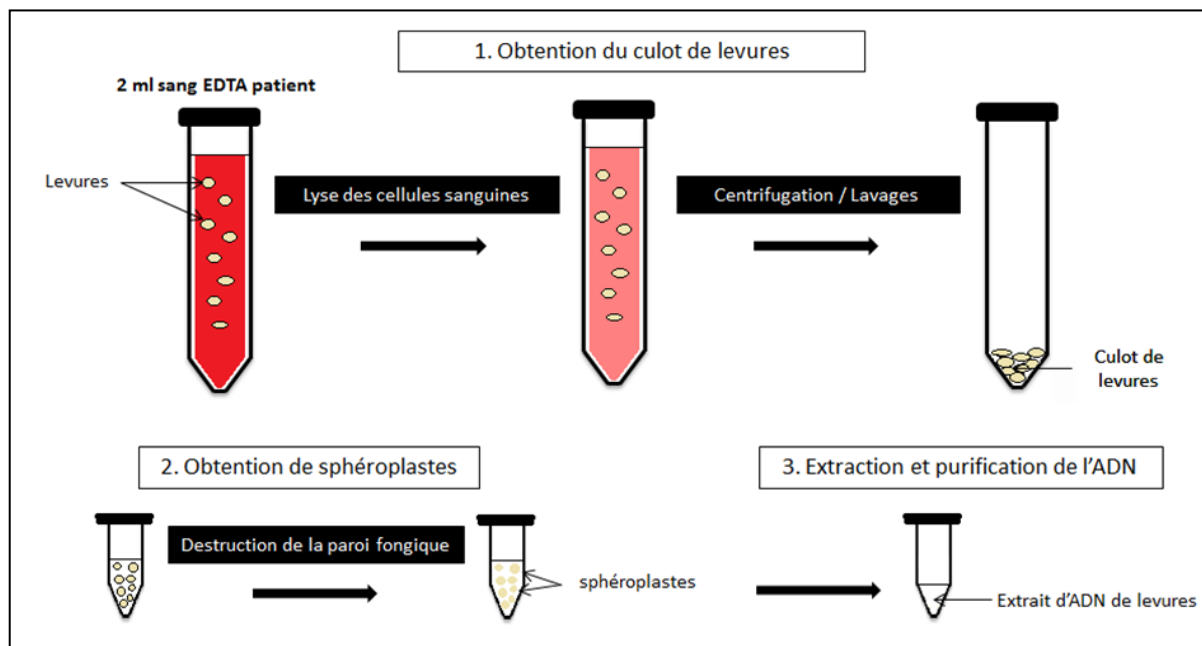 1. Obtention du culot de levures
2 ml sang EDTA patient
Levures
Lyse des cellules sanguines
Centrifugation / Lavages
Culot de
levures
2. Obtention de sphéroplastes
3. Extraction et purification de l’ADN
Destruction de la paroi fongique
sphéroplastes
Extrait d’ADN de levures